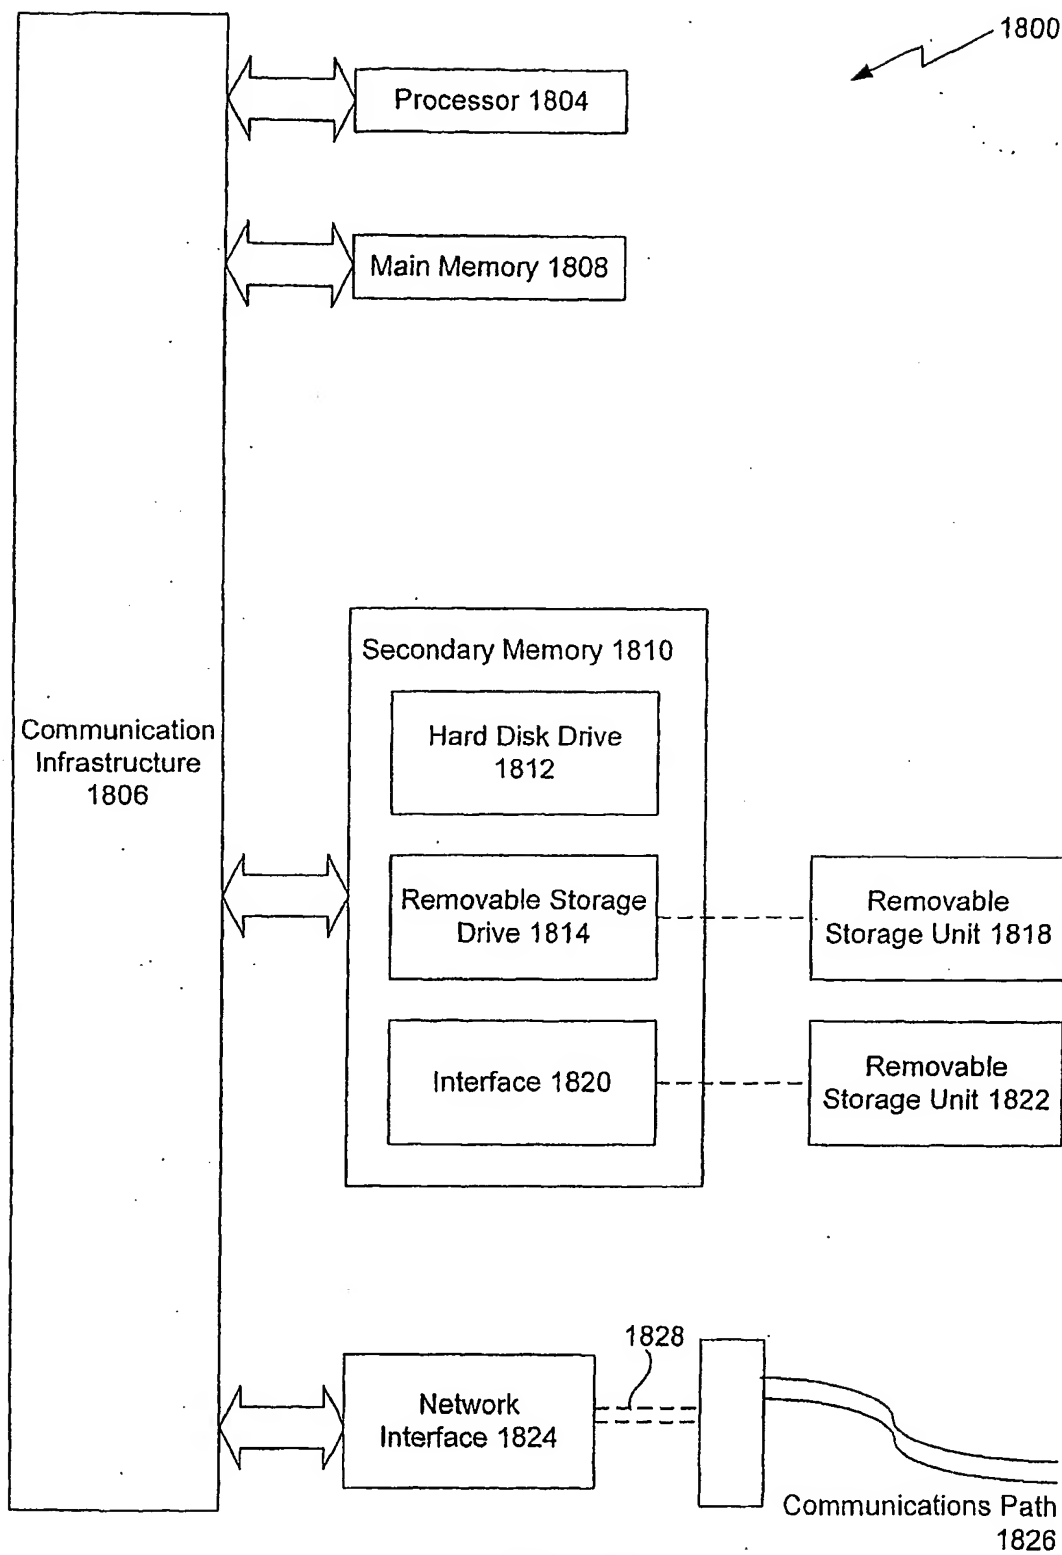 1800
Processor 1804
Main Memory 1808
Secondary Memory 1810
Hard Disk Drive
1812
Communication
Infrastructure
1806
Removable Storage
Drive 1814
Removable
Storage Unit 1818
Interface 1820
Removable
Storage Unit 1822
1828
Network
Interface 1824
Communications Path
1826